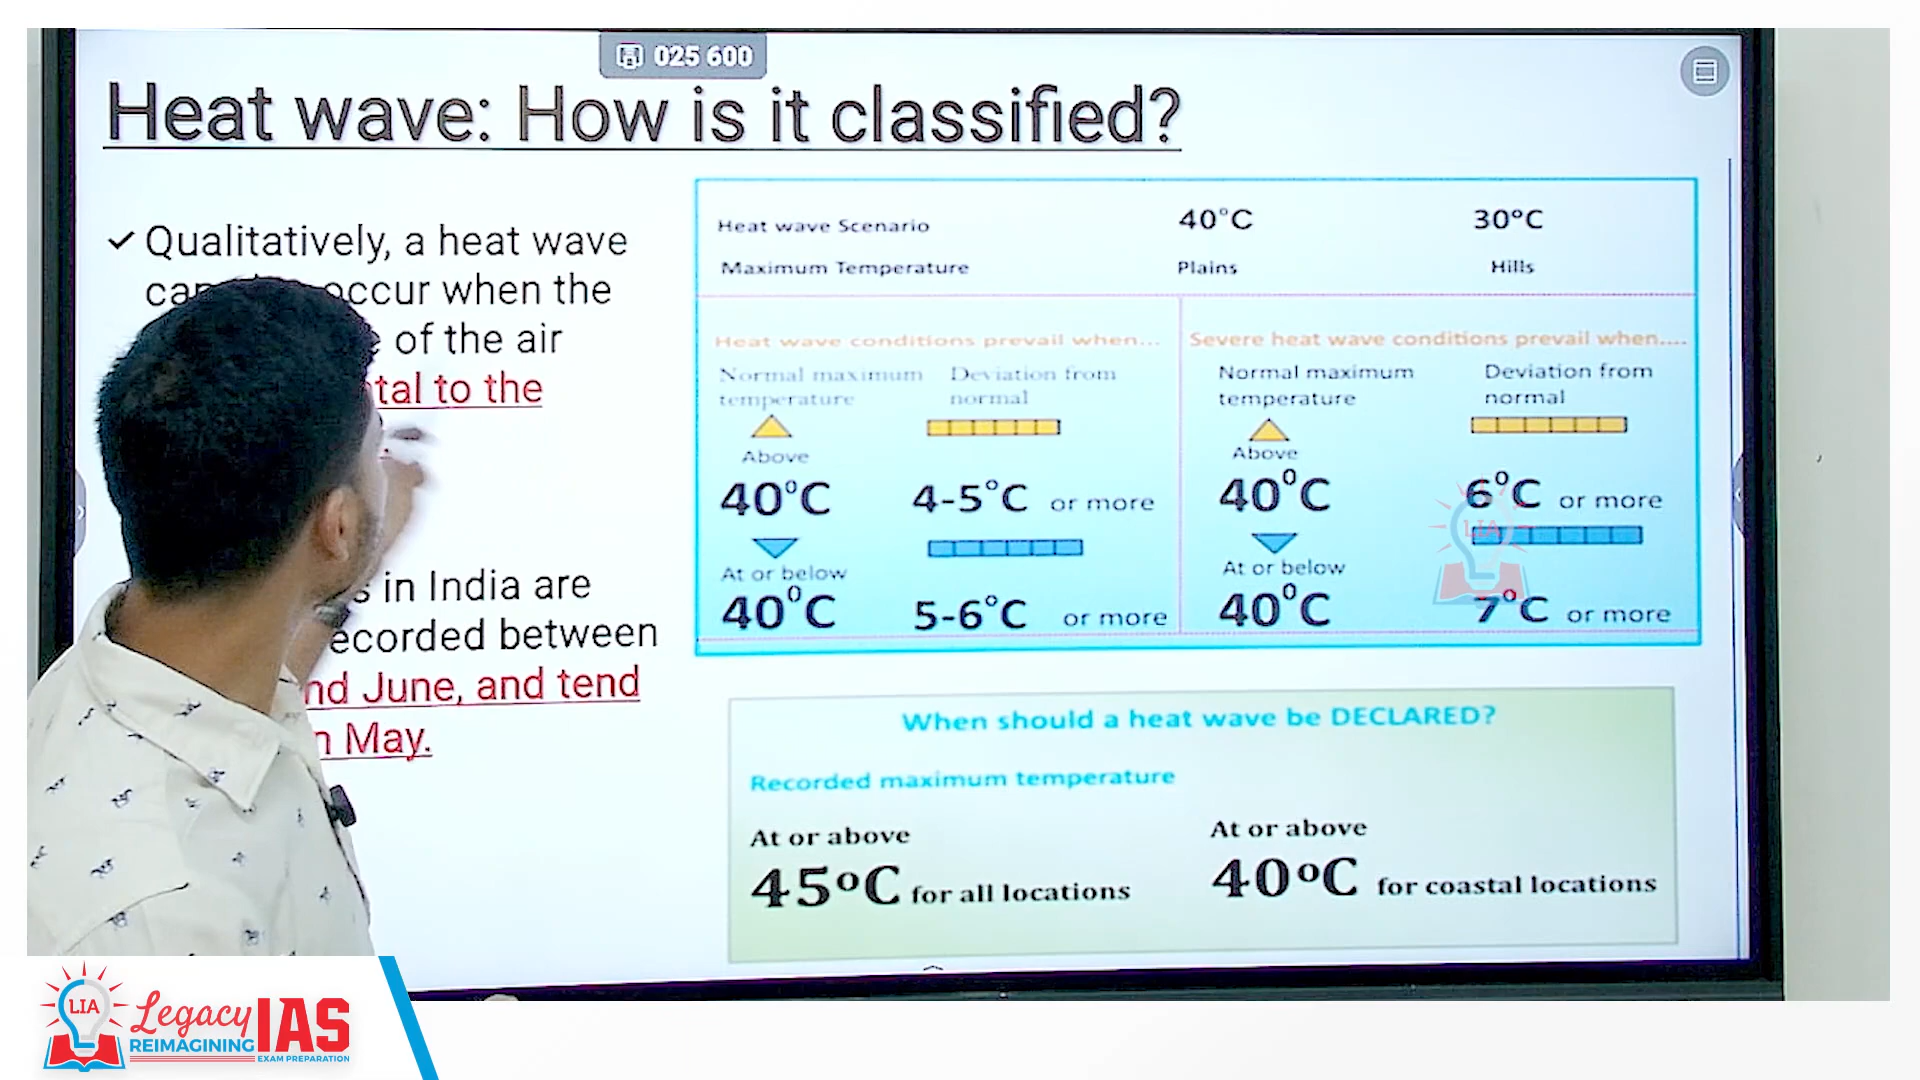 025 600
Heat wave: How is it classified?
✓ Qualitatively, a heat wave
occur when the
of the air
tal to the
s in India are
ecorded between
nd June, and tend
n May.
Heat wave Scenario 40°C 30°C
Maximum Temperature Plains Hills
Heat wave conditions prevail when... Severe heat wave conditions prevail when....
Normal maximum Deviation from Normal maximum Deviation from
temperature normal temperature normal
Above Above
40°C 4-5°C or more 40°C 6°C or more
At or below At or below
40°C 5-6°C or more 40°C 7°C or more
When should a heat wave be DECLARED?
Recorded maximum temperature
At or above At or above
45°C for all locations 40°C for coastal locations
LIA
LIA Legacy IAS
REIMAGINING
EXAM PREPARATION